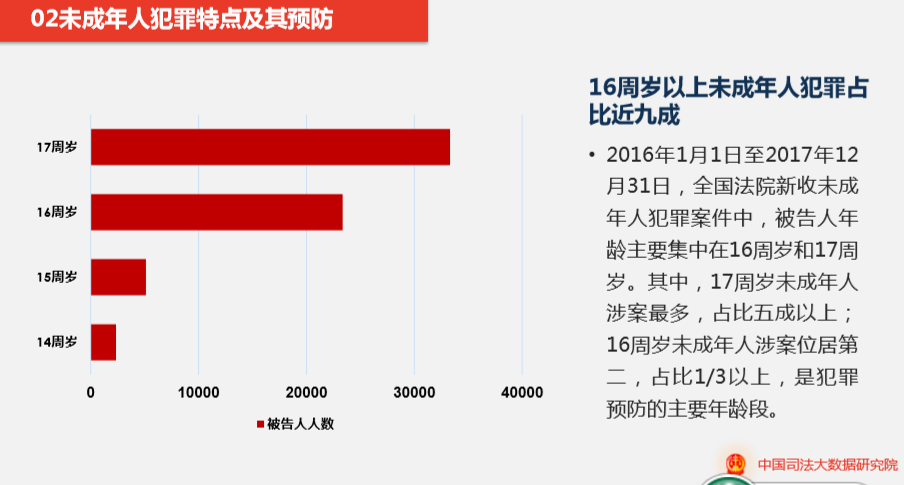 02未成年人犯罪特点及其预防
17周岁
16周岁
15周岁
14周岁
0 10000 20000 30000 40000
被告人人数
16周岁以上未成年人犯罪占
比近九成
• 2016年1月1日至2017年12
月31日，全国法院新收未成
年人犯罪案件中，被告人年
龄主要集中在16周岁和17周
岁。其中，17周岁未成年人
涉案最多，占比五成以上；
16周岁未成年人涉案位居第
二，占比1/3以上，是犯罪
预防的主要年龄段。
中国司法大数据研究院